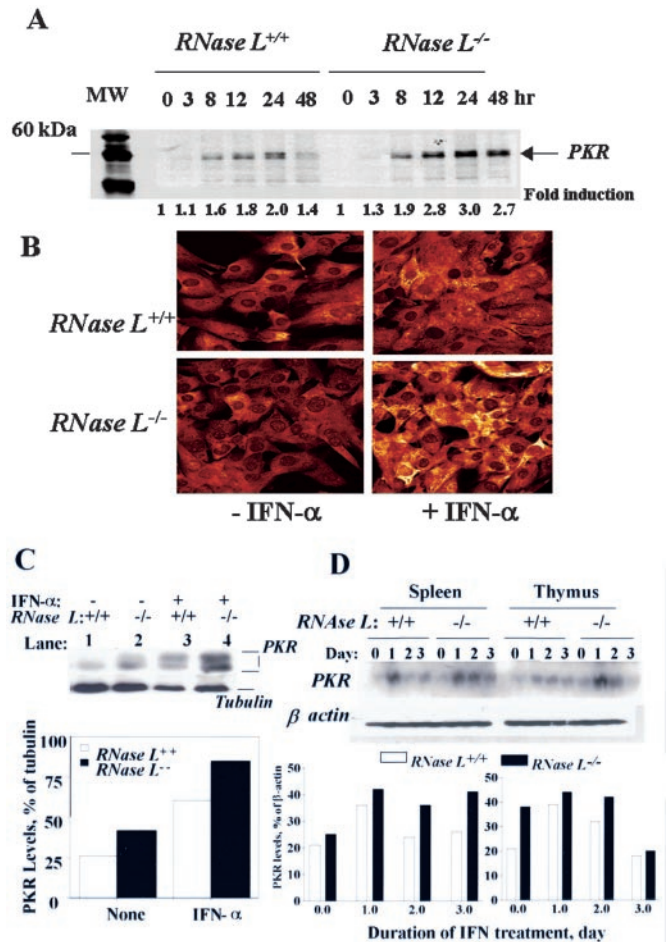 A
RNase L+/+ RNase L-/-
MW 0 3 8 12 24 48 0 3 8 12 24 48 hr
60 kDa
PKR
Fold induction
1 1.1 1.6 1.8 2.0 1.4 1 1.3 1.9 2.8 3.0 2.7
B
RNase L+/+
RNase L-/-
- IFN-α + IFN-α
C
IFN-α: - - + +
RNase L: +/+ -/- +/+ -/-
Lane: 1 2 3 4
PKR
Tubulin
100
75
50
25
0
PKR Levels, % of tubulin
RNase L++
RNase L--
None IFN- α
D
Spleen Thymus
RNAse L: +/+ -/- +/+ -/-
Day: 0 1 2 3 0 1 2 3 0 1 2 3 0 1 2 3
PKR
β actin
RNase L+/+ RNase L-/-
PKR levels, % of β-actin
50
40
30
20
10
0
0.0 1.0 2.0 3.0
50
40
30
20
10
0
0.0 1.0 2.0 3.0
Duration of IFN treatment, day